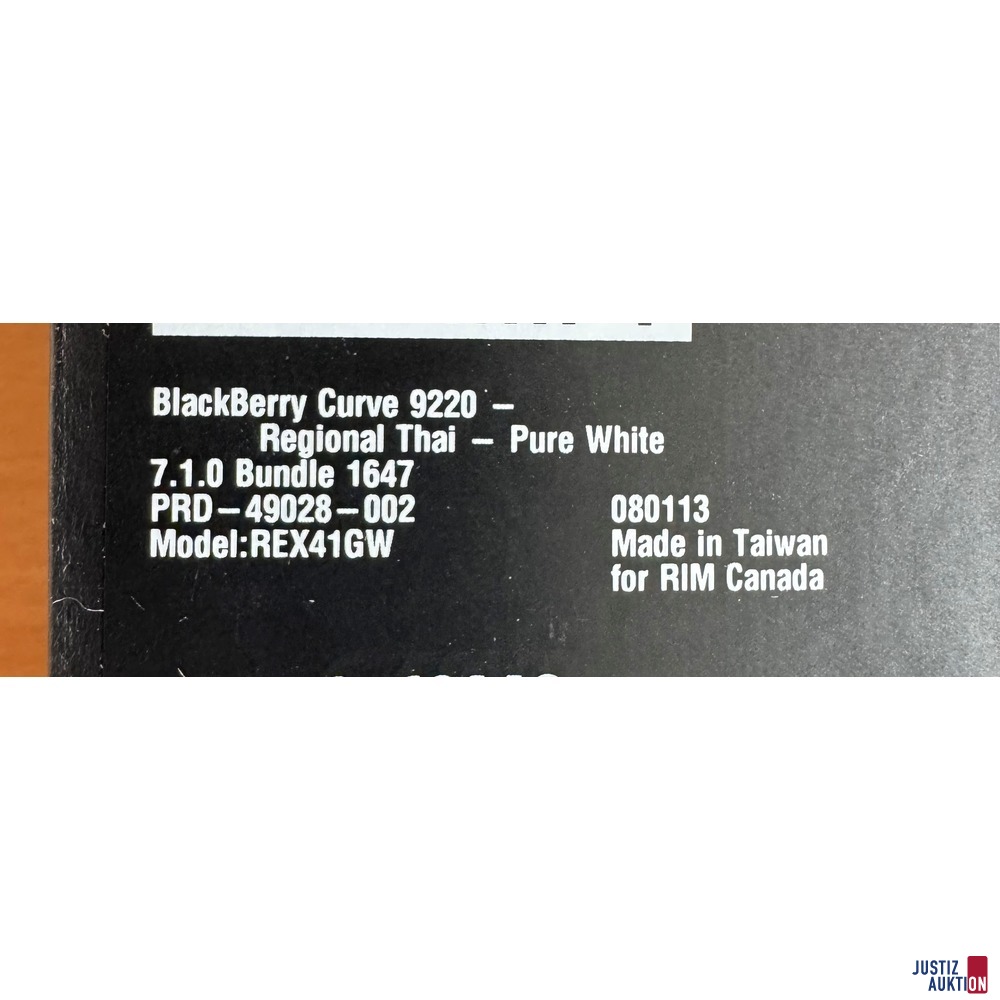 BlackBerry Curve 9220 –
Regional Thai – Pure White
7.1.0 Bundle 1647
PRD–49028–002
Model:REX41GW
080113
Made in Taiwan
for RIM Canada
JUSTIZ
AUKTION